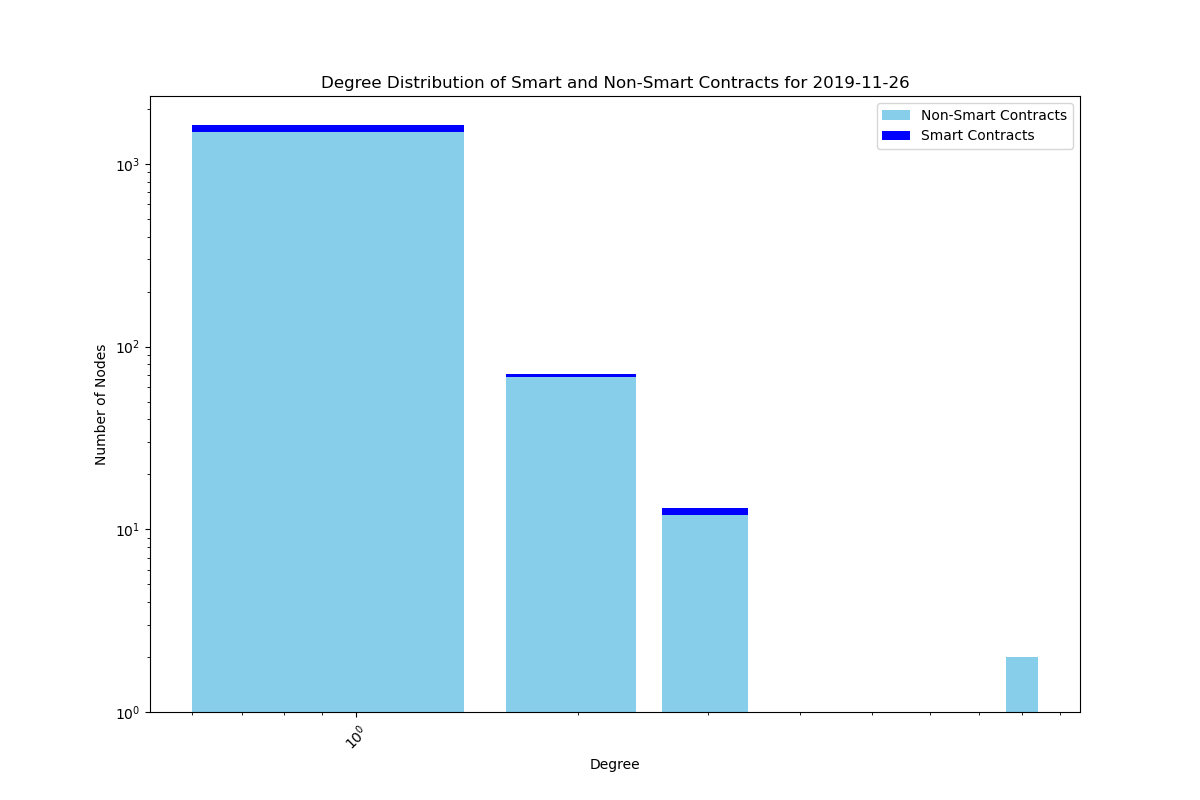 Degree Distribution of Smart and Non-Smart Contracts for 2019-11-26
Non-Smart Contracts
Smart Contracts
Number of Nodes
10³
10²
10¹
10⁰
10⁰
Degree